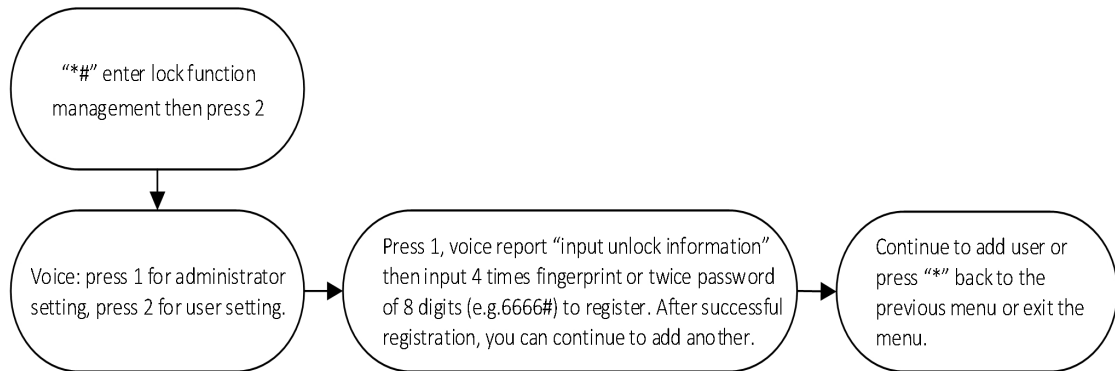 “*#” enter lock function
management then press 2
Voice: press 1 for administrator
setting, press 2 for user setting.
Press 1, voice report “input unlock information”
then input 4 times fingerprint or twice password
of 8 digits (e.g.6666#) to register. After successful
registration, you can continue to add another.
Continue to add user or
press “*” back to the
previous menu or exit the
menu.